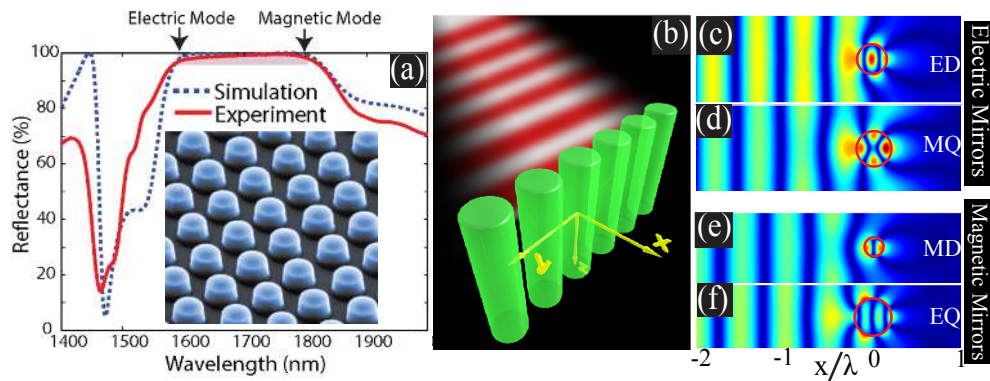 Electric Mode
Magnetic Mode
(a)
100
80
60
40
20
0
Reflectance (%)
Simulation
Experiment
1400
1500
1600
1700
1800
1900
Wavelength (nm)
(b)
y
z
x
(c)
ED
(d)
MQ
Electric Mirrors
(e)
MD
(f)
EQ
Magnetic Mirrors
-2
-1
0
1
x/λ